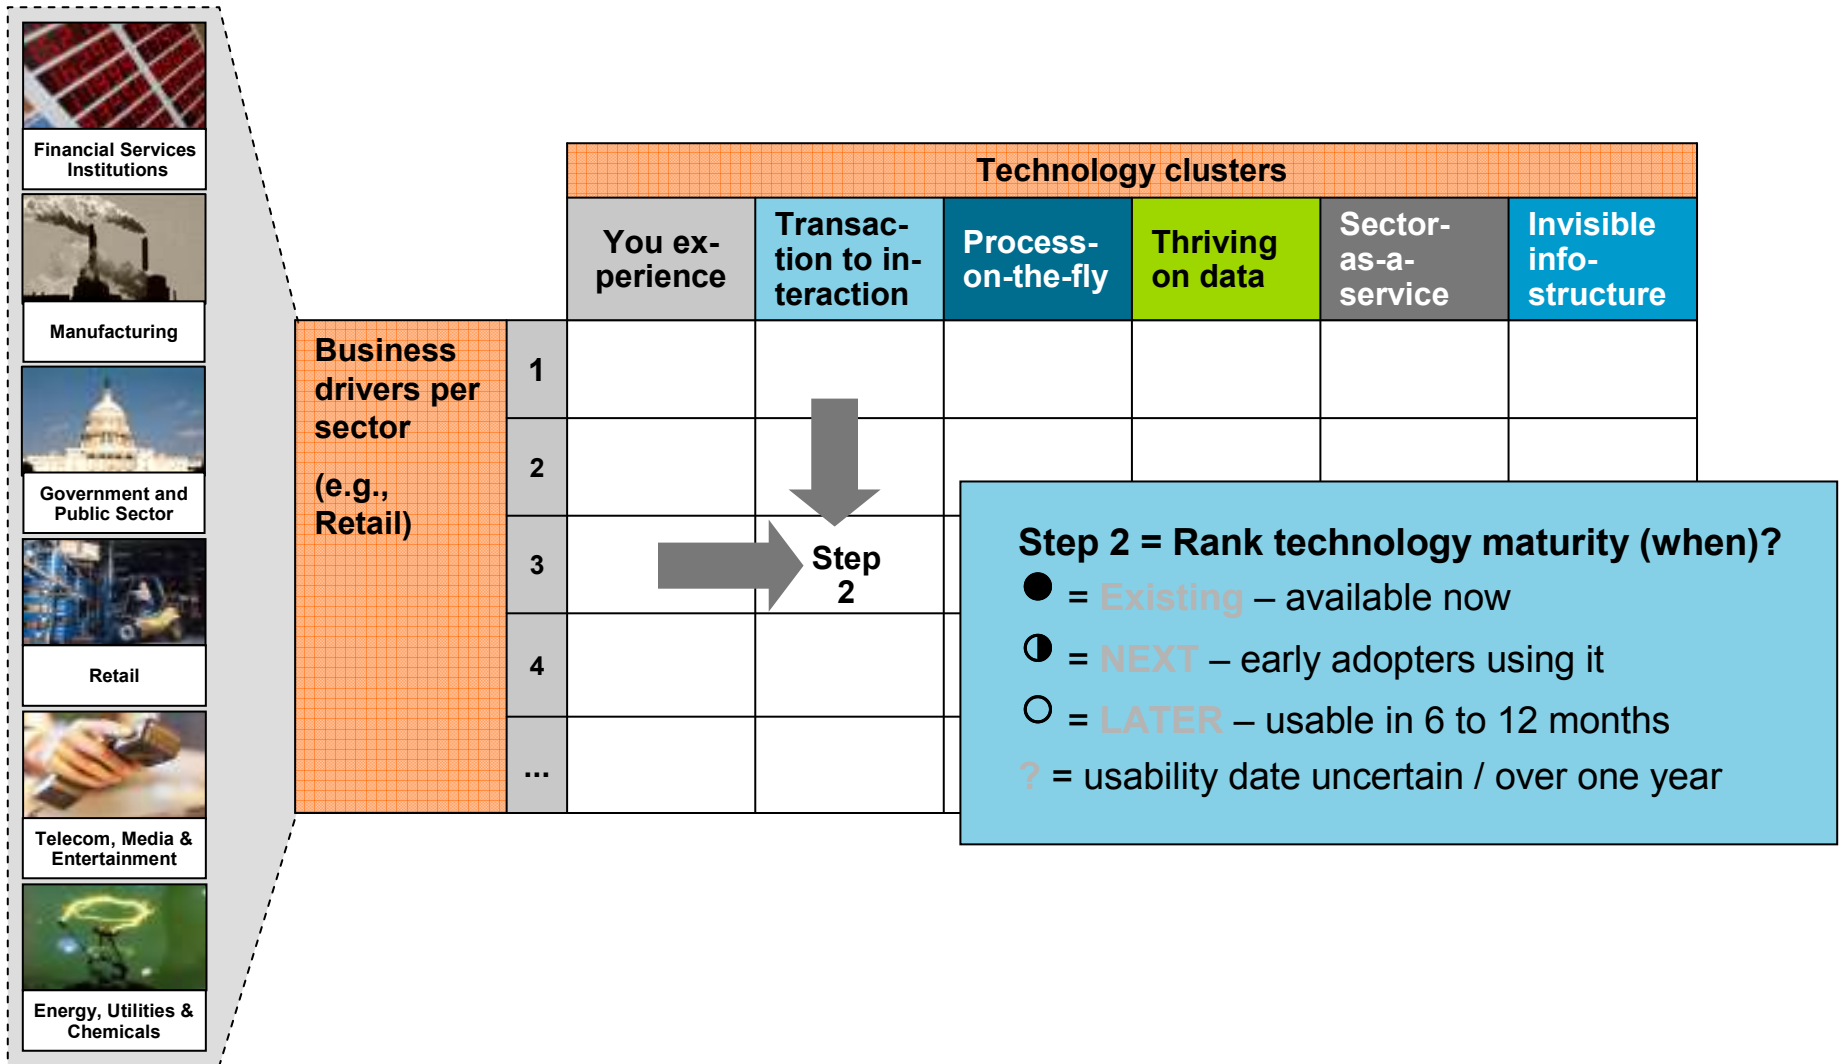 Financial Services
Institutions
Manufacturing
Government and
Public Sector
Retail
Telecom, Media &
Entertainment
Energy, Utilities &
Chemicals
Technology clusters
You ex-
perience
Transac-
tion to in-
teraction
Process-
on-the-fly
Thriving
on data
Sector-
as-a-
service
Invisible
info-
structure
Business
drivers per
sector
(e.g.,
Retail)
1
2
3
4
...
Step
2
Step 2 = Rank technology maturity (when)?
= Existing – available now
= NEXT – early adopters using it
= LATER – usable in 6 to 12 months
? = usability date uncertain / over one year